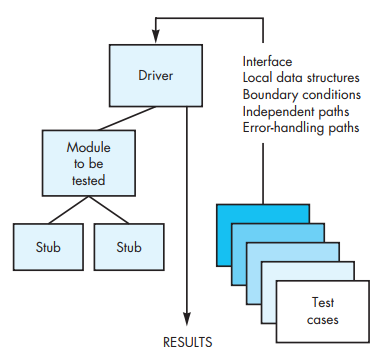 Driver
Interface
Local data structures
Boundary conditions
Independent paths
Error-handling paths
Module
to be
tested
Stub
Stub
Test
cases
RESULTS